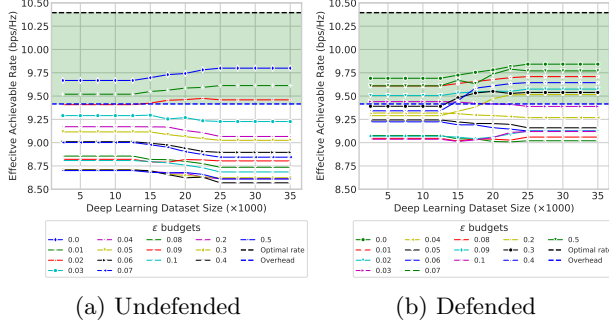 10.50
10.25
10.00
9.75
9.50
9.25
9.00
8.75
8.50
Effecitve Achievable Rate (bps/Hz)
5 10 15 20 25 30 35
Deep Learning Dataset Size (×1000)
ε budgets
0.0 0.04 0.08 0.2 0.5
0.01 0.05 0.09 0.3 Optimal rate
0.02 0.06 0.1 0.4 Overhead
0.03 0.07
(a) Undefended
10.50
10.25
10.00
9.75
9.50
9.25
9.00
8.75
8.50
Effecitve Achievable Rate (bps/Hz)
5 10 15 20 25 30 35
Deep Learning Dataset Size (×1000)
ε budgets
0.0 0.04 0.08 0.2 0.5
0.01 0.05 0.09 0.3 Optimal rate
0.02 0.06 0.1 0.4 Overhead
0.03 0.07
(b) Defended